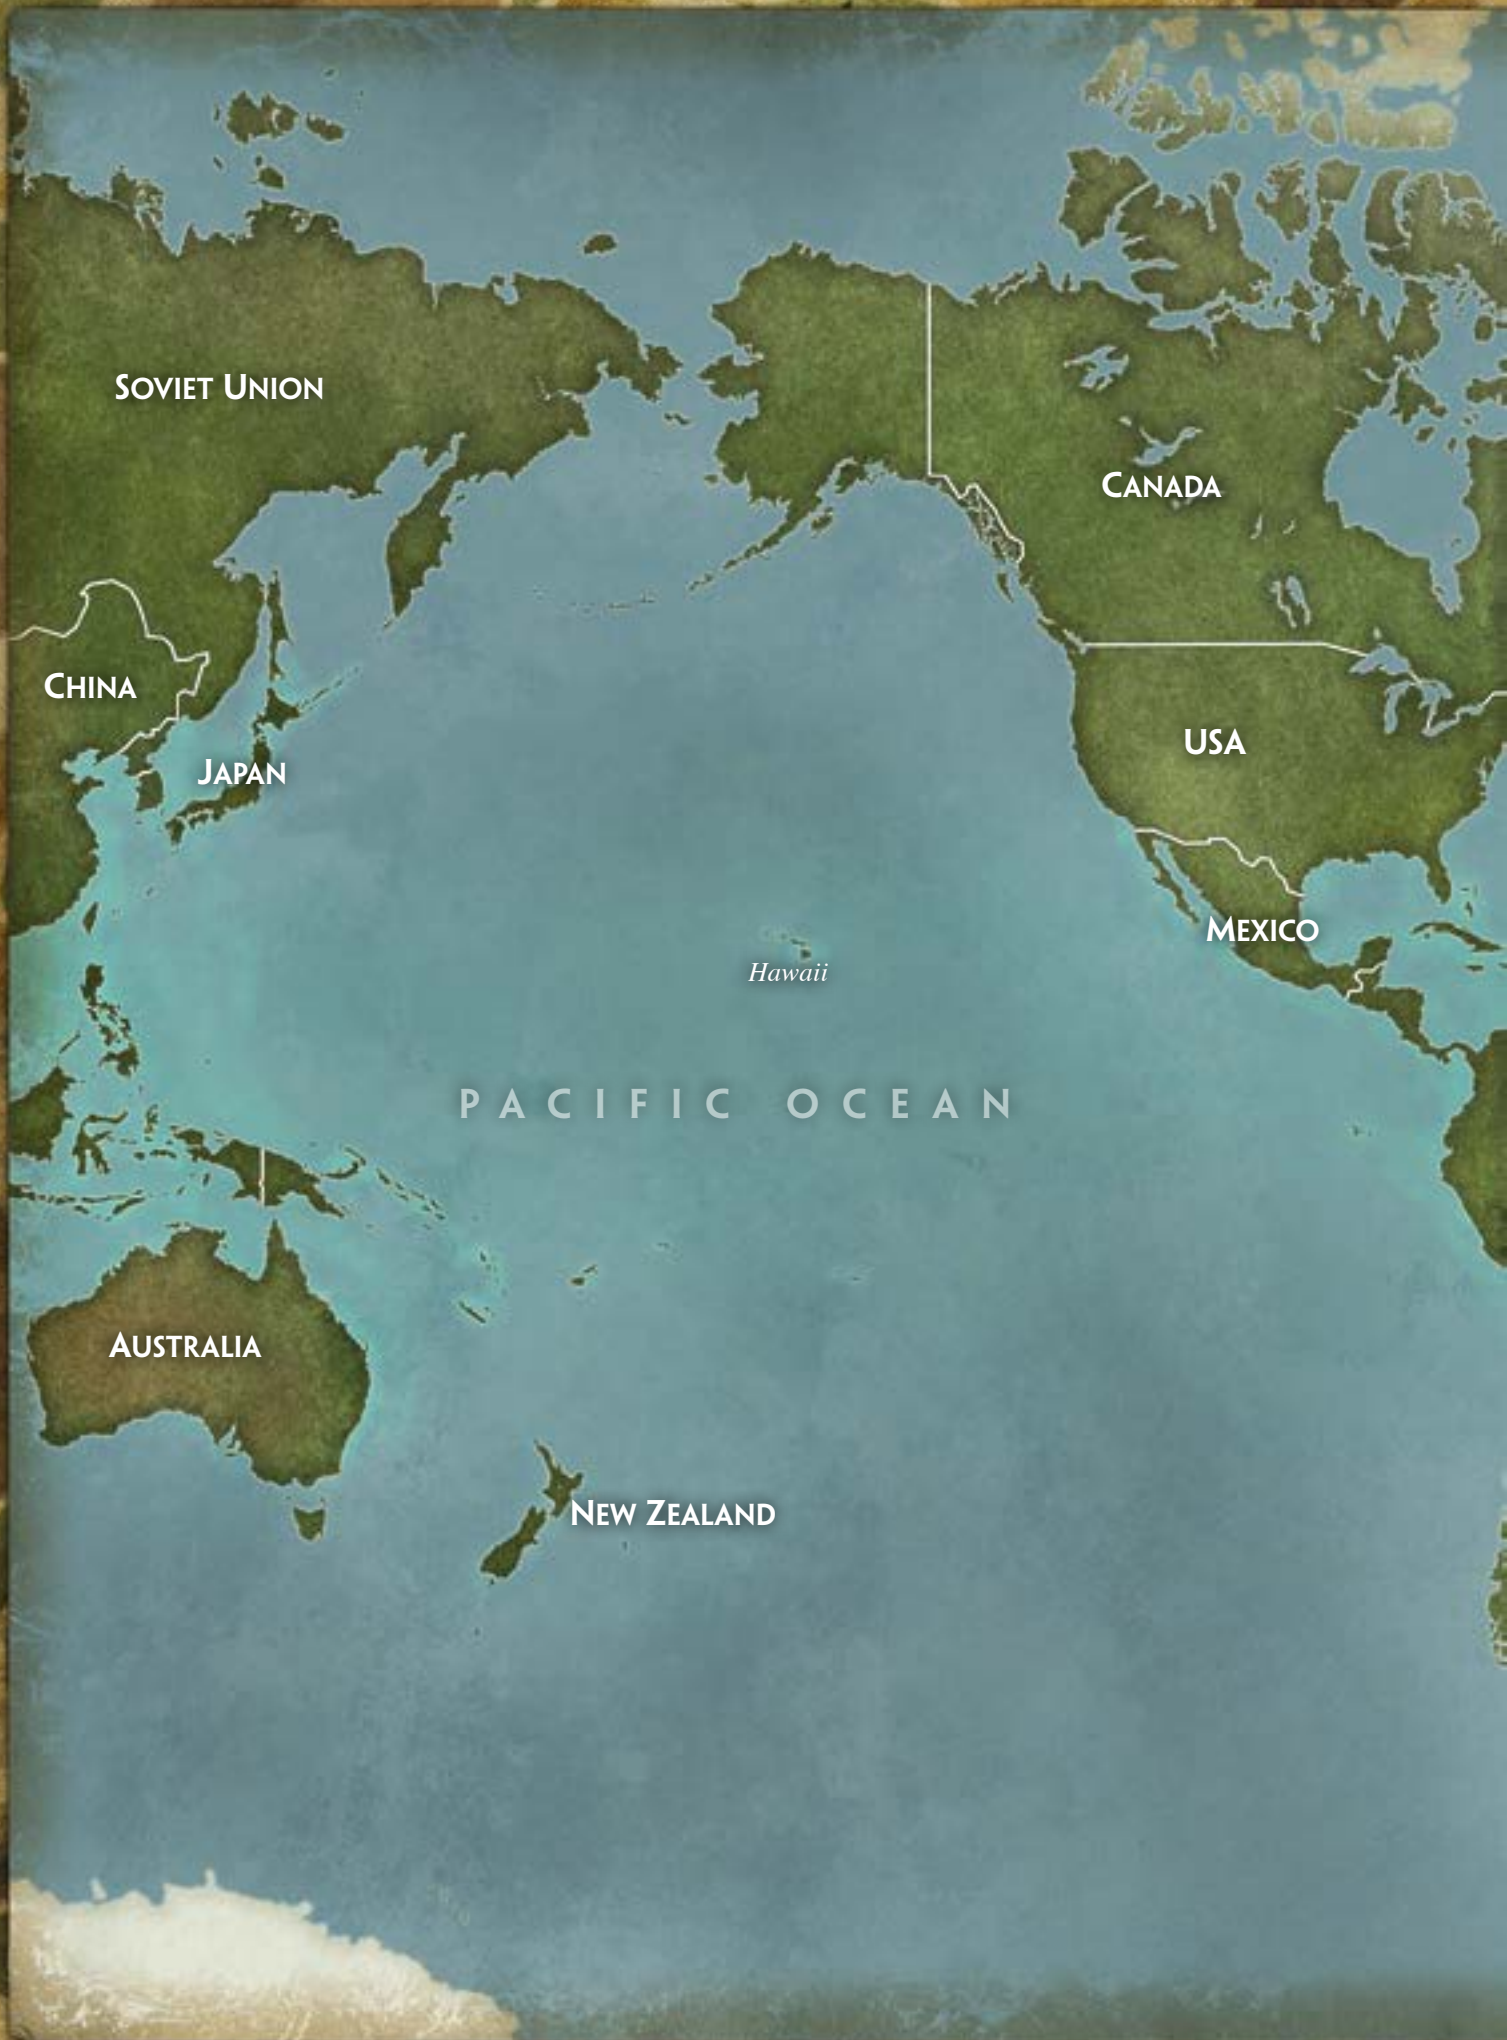 SOVIET UNION
CANADA
CHINA
USA
JAPAN
MEXICO
Hawaii
PACIFIC OCEAN
AUSTRALIA
NEW ZEALAND